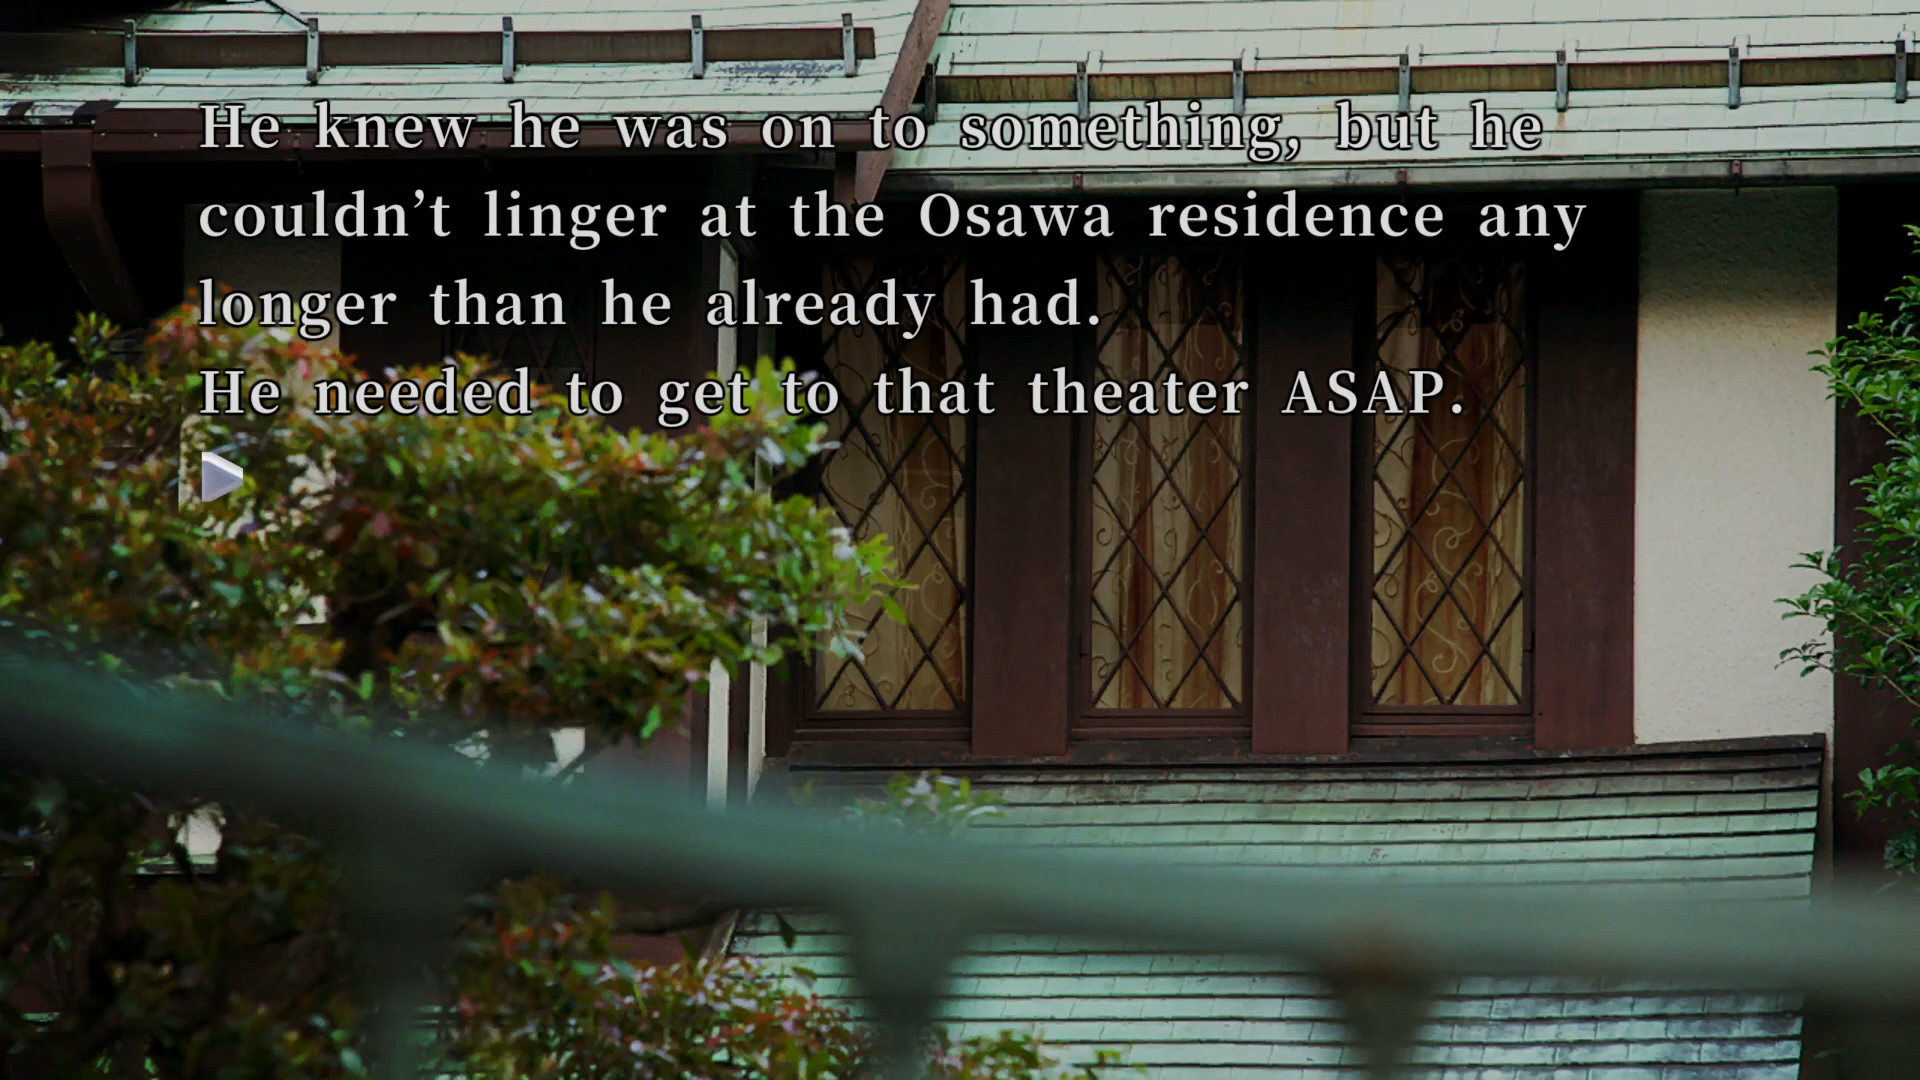 He knew he was on to something, but he
couldn’t linger at the Osawa residence any
longer than he already had.
He needed to get to that theater ASAP.